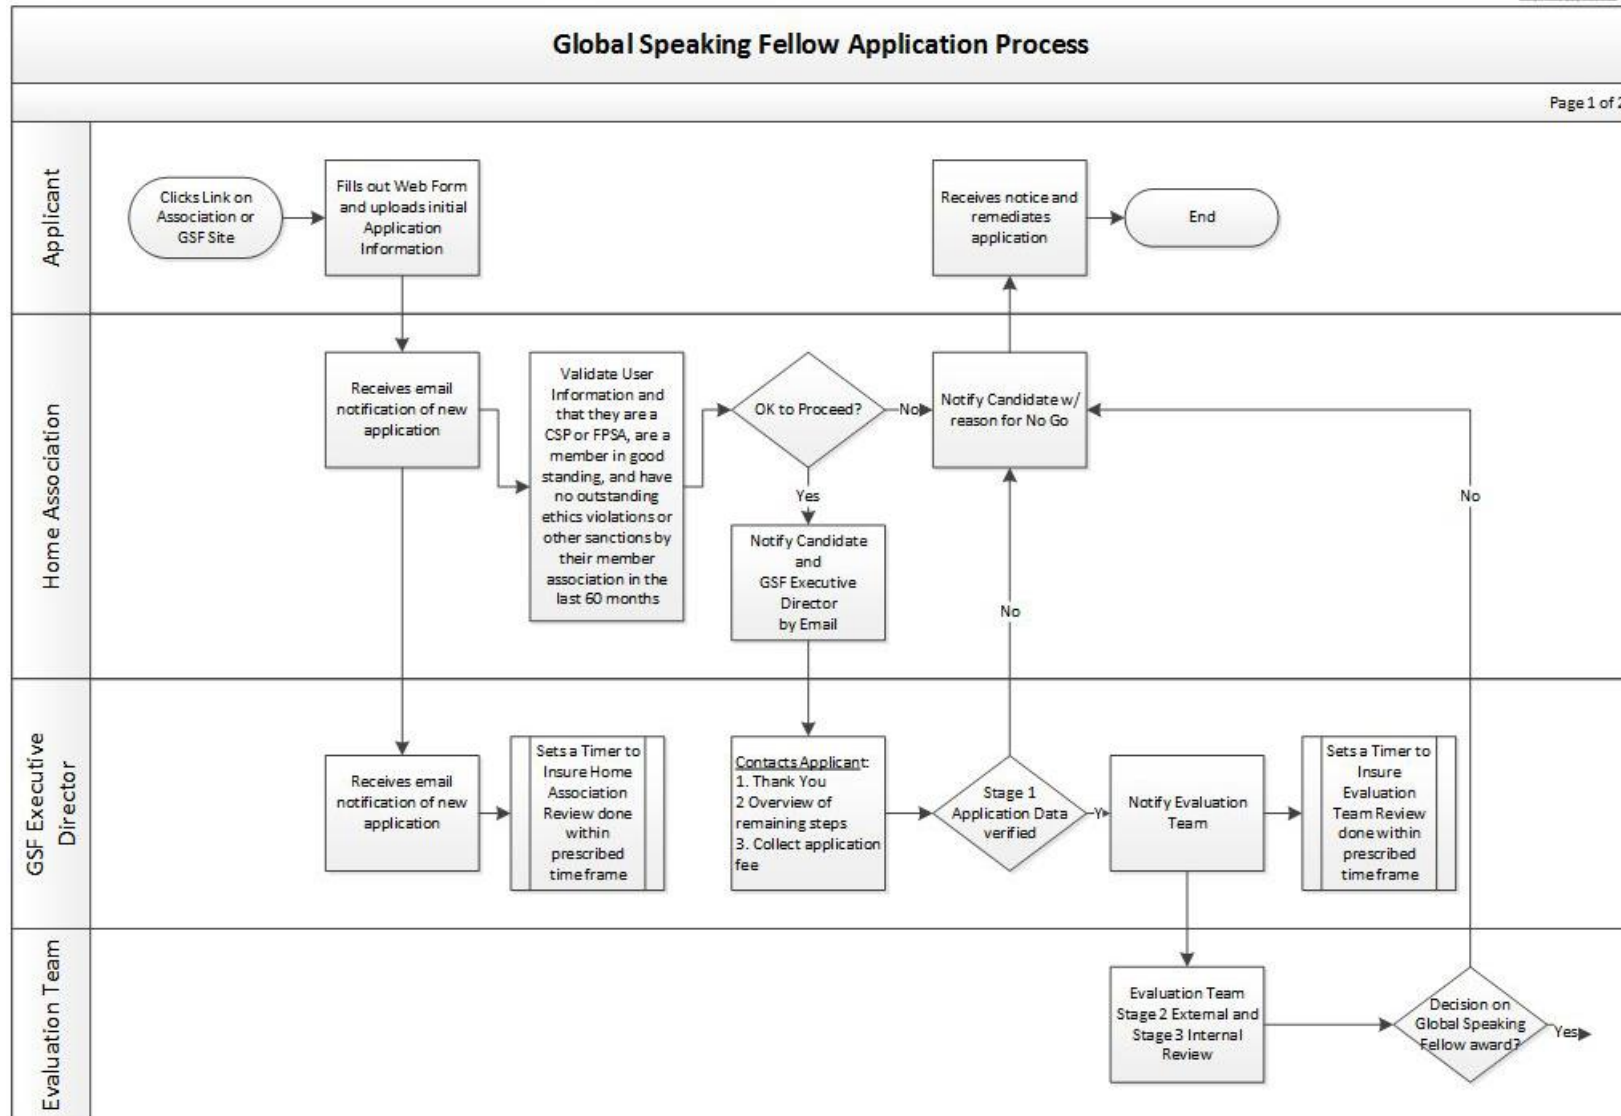 Global Speaking Fellow Application Process
Page 1 of 2
Applicant
Clicks Link on
Association or
GSF Site
Fills out Web Form
and uploads initial
Application
Information
Receives notice and
remediates
application
End
Home Association
Receives email
notification of new
application
Validate User
Information and
that they are a
CSP or FPSA, are a
member in good
standing, and have
no outstanding
ethics violations or
other sanctions by
their member
association in the
last 60 months
OK to Proceed?
No
Yes
Notify Candidate
and
GSF Executive
Director
by Email
Notify Candidate w/
reason for No Go
No
No
GSF Executive
Director
Receives email
notification of new
application
Sets a Timer to
Insure Home
Association
Review done
within
prescribed
time frame
Contacts Applicant:
1. Thank You
2 Overview of
remaining steps
3. Collect application
fee
Stage 1
Application Data
verified
Y
Notify Evaluation
Team
Sets a Timer to
Insure
Evaluation
Team Review
done within
prescribed
time frame
Evaluation Team
Evaluation Team
Stage 2 External and
Stage 3 Internal
Review
Decision on
Global Speaking
Fellow award?
Yes